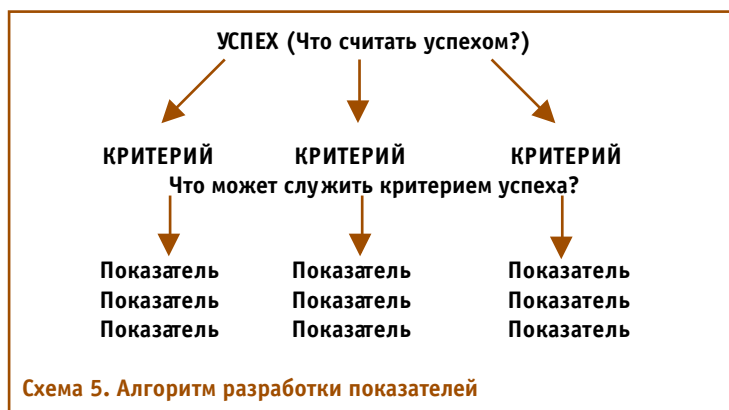 УСПЕХ (Что считать успехом?)
КРИТЕРИЙ КРИТЕРИЙ КРИТЕРИЙ
Что может служить критерием успеха?
Показатель Показатель Показатель
Показатель Показатель Показатель
Показатель Показатель Показатель
Схема 5. Алгоритм разработки показателей